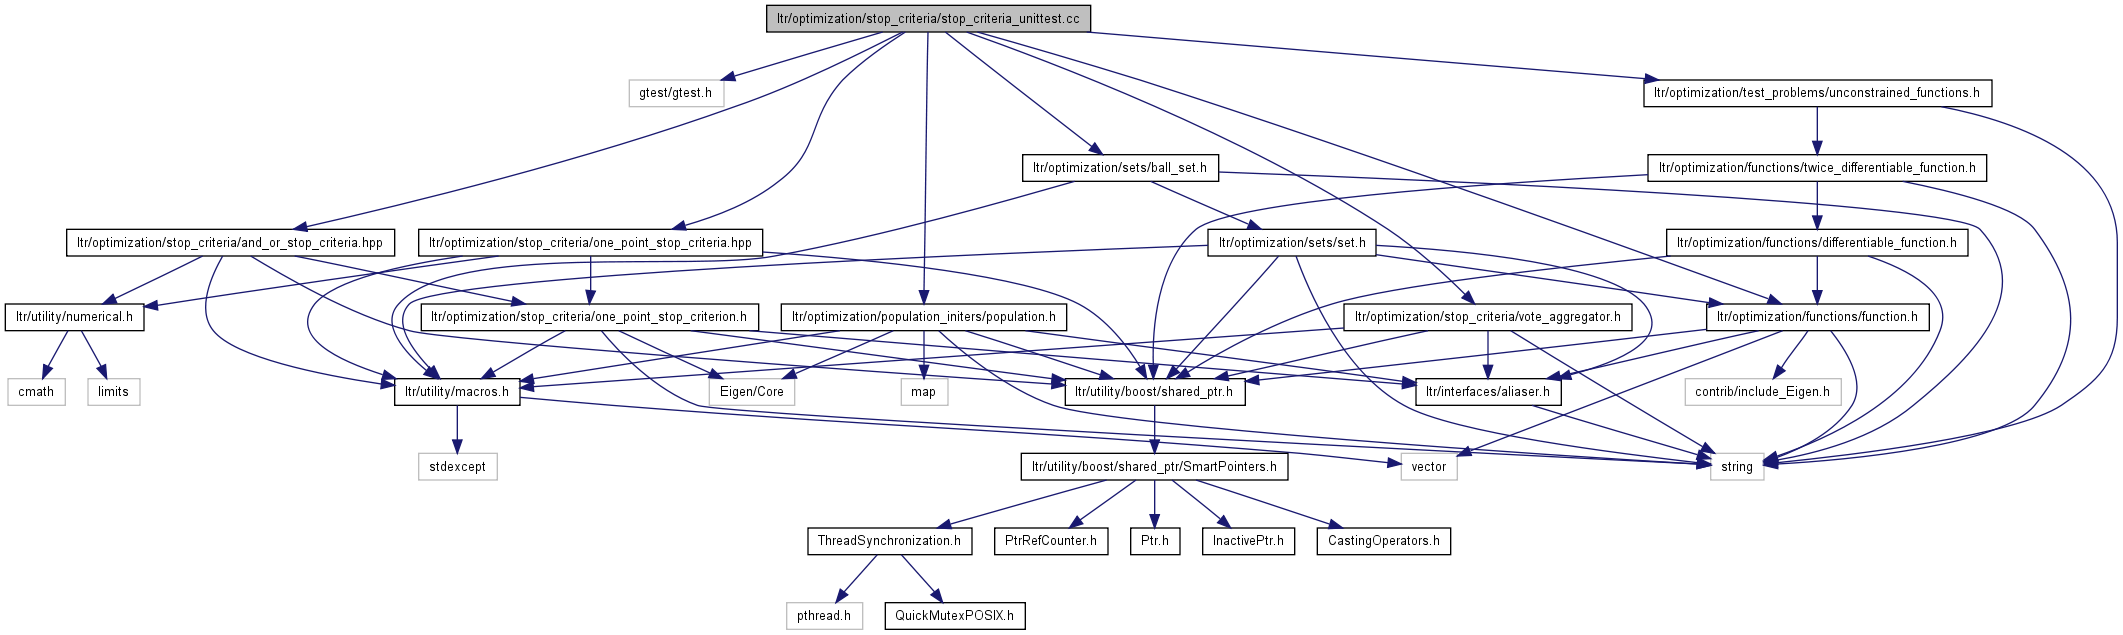 ltr/optimization/stop_criteria/stop_criteria_unittest.cc
gtest/gtest.h
ltr/optimization/test_problems/unconstrained_functions.h
ltr/optimization/sets/ball_set.h
ltr/optimization/functions/twice_differentiable_function.h
ltr/optimization/stop_criteria/and_or_stop_criteria.hpp
ltr/optimization/stop_criteria/one_point_stop_criteria.hpp
ltr/optimization/sets/set.h
ltr/optimization/functions/differentiable_function.h
ltr/utility/numerical.h
ltr/optimization/stop_criteria/one_point_stop_criterion.h
ltr/optimization/population_initers/population.h
ltr/optimization/stop_criteria/vote_aggregator.h
ltr/optimization/functions/function.h
cmath
limits
ltr/utility/macros.h
Eigen/Core
map
ltr/utility/boost/shared_ptr.h
ltr/interfaces/aliaser.h
contrib/include_Eigen.h
stdexcept
ltr/utility/boost/shared_ptr/SmartPointers.h
vector
string
ThreadSynchronization.h
PtrRefCounter.h
Ptr.h
InactivePtr.h
CastingOperators.h
pthread.h
QuickMutexPOSIX.h